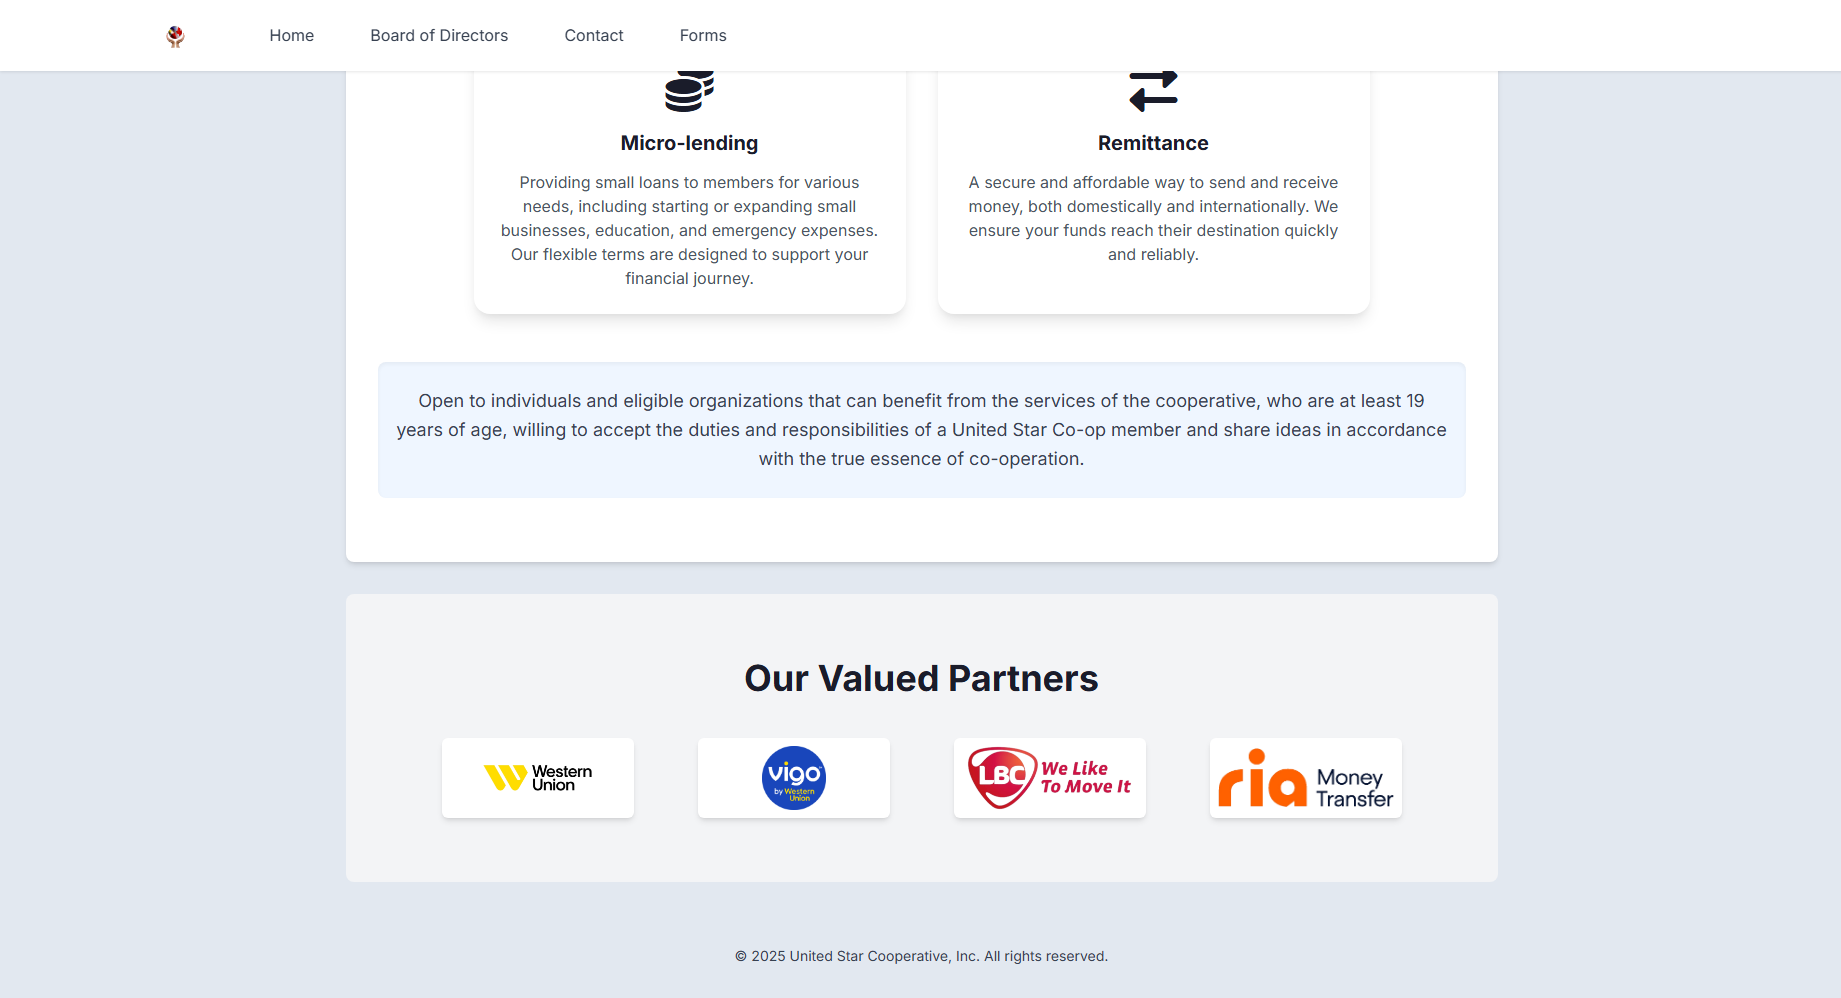 Home
Board of Directors
Contact
Forms
Micro-lending
Providing small loans to members for various
needs, including starting or expanding small
businesses, education, and emergency expenses.
Our flexible terms are designed to support your
financial journey.
Remittance
A secure and affordable way to send and receive
money, both domestically and internationally. We
ensure your funds reach their destination quickly
and reliably.
Open to individuals and eligible organizations that can benefit from the services of the cooperative, who are at least 19
years of age, willing to accept the duties and responsibilities of a United Star Co-op member and share ideas in accordance
with the true essence of co-operation.
Our Valued Partners
Western
Union
vigo
by Western
Union
LBC
We Like
To Move It
ria
Money
Transfer
© 2025 United Star Cooperative, Inc. All rights reserved.